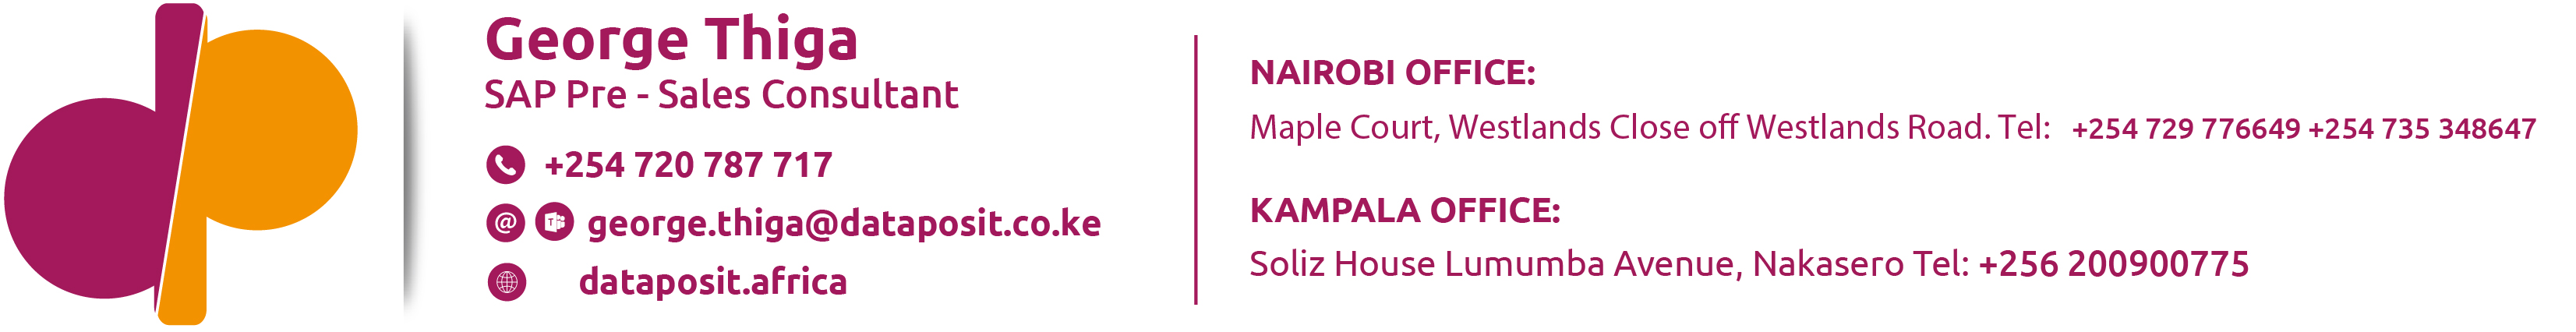 George Thiga
SAP Pre - Sales Consultant
+254 720 787 717
george.thiga@dataposit.co.ke
dataposit.africa
NAIROBI OFFICE:
Maple Court, Westlands Close off Westlands Road. Tel: +254 729 776649 +254 735 348647
KAMPALA OFFICE:
Soliz House Lumumba Avenue, Nakasero Tel: +256 200900775